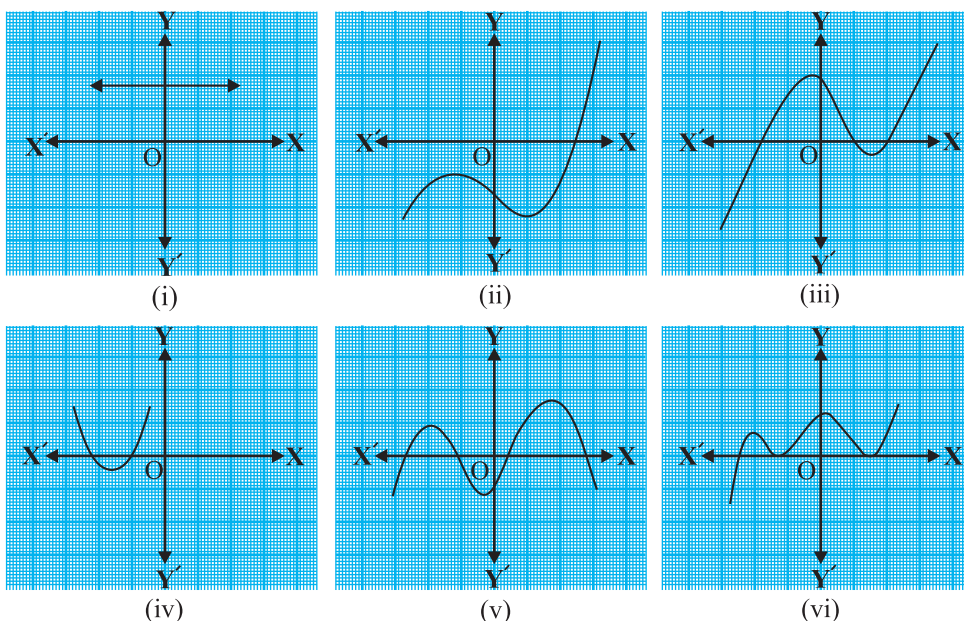 Y Y Y
X′ O X X′ O X X′ O X
Y′ Y′ Y′
(i) (ii) (iii)
Y Y Y
X′ O X X′ O X X′ O X
Y′ Y′ Y′
(iv) (v) (vi)